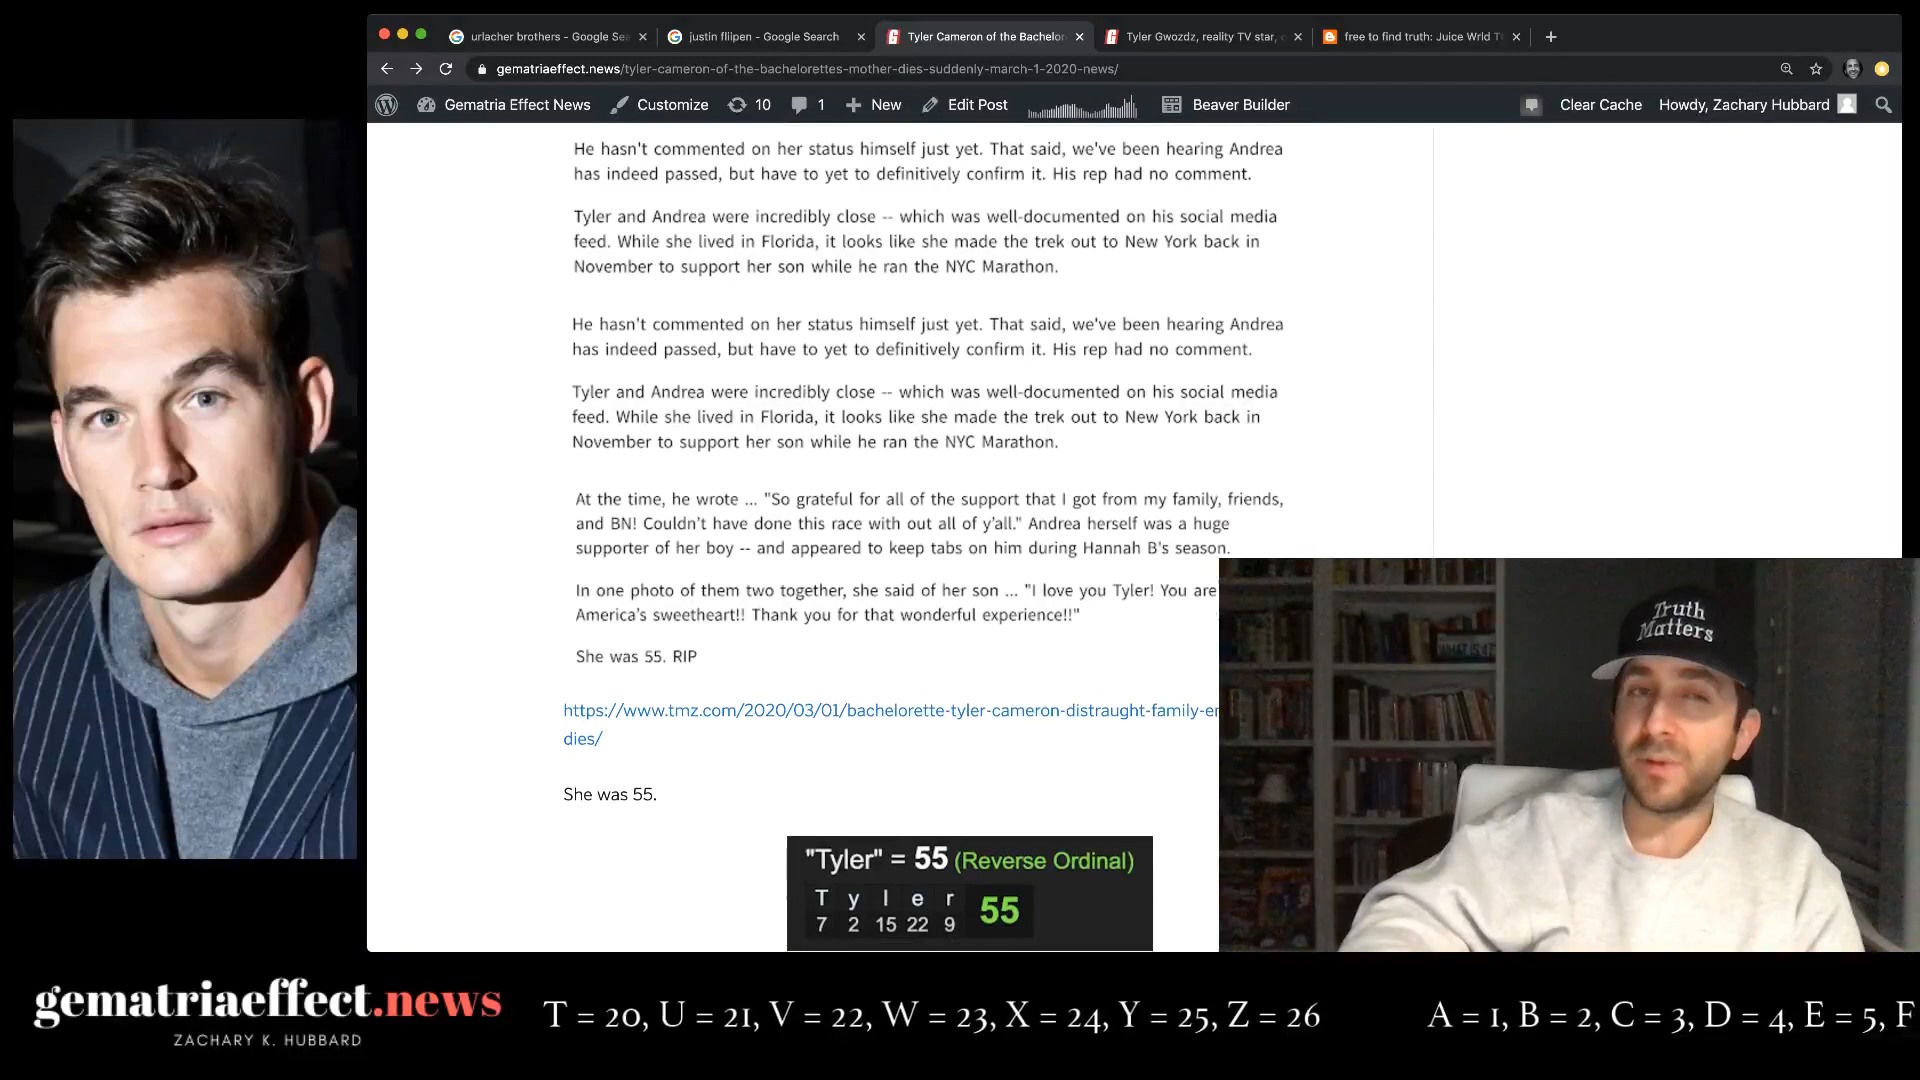 urlacher brothers - Google Se
justin fliipen - Google Search
Tyler Cameron of the Bachelor
Tyler Gwozdz, reality TV star,
free to find truth: Juice Wrld T
gematriaeffect.news/tyler-cameron-of-the-bachelorettes-mother-dies-suddenly-march-1-2020-news/
Gematria Effect News Customize 10 1 New Edit Post Beaver Builder Clear Cache Howdy, Zachary Hubbard
He hasn't commented on her status himself just yet. That said, we've been hearing Andrea
has indeed passed, but have to yet to definitively confirm it. His rep had no comment.
Tyler and Andrea were incredibly close -- which was well-documented on his social media
feed. While she lived in Florida, it looks like she made the trek out to New York back in
November to support her son while he ran the NYC Marathon.
He hasn't commented on her status himself just yet. That said, we've been hearing Andrea
has indeed passed, but have to yet to definitively confirm it. His rep had no comment.
Tyler and Andrea were incredibly close -- which was well-documented on his social media
feed. While she lived in Florida, it looks like she made the trek out to New York back in
November to support her son while he ran the NYC Marathon.
At the time, he wrote ... "So grateful for all of the support that I got from my family, friends,
and BN! Couldn't have done this race with out all of y'all." Andrea herself was a huge
supporter of her boy -- and appeared to keep tabs on him during Hannah B's season.
In one photo of them two together, she said of her son ... "I love you Tyler! You are
America's sweetheart!! Thank you for that wonderful experience!!"
She was 55. RIP
https://www.tmz.com/2020/03/01/bachelorette-tyler-cameron-distraught-family-er
dies/
She was 55.
"Tyler" = 55 (Reverse Ordinal)
T y l e r
7 2 15 22 9 55
Truth
Matters
WHAT IS
gematriaeffect.news
ZACHARY K. HUBBARD
T = 20, U = 21, V = 22, W = 23, X = 24, Y = 25, Z = 26 A = 1, B = 2, C = 3, D = 4, E = 5, F